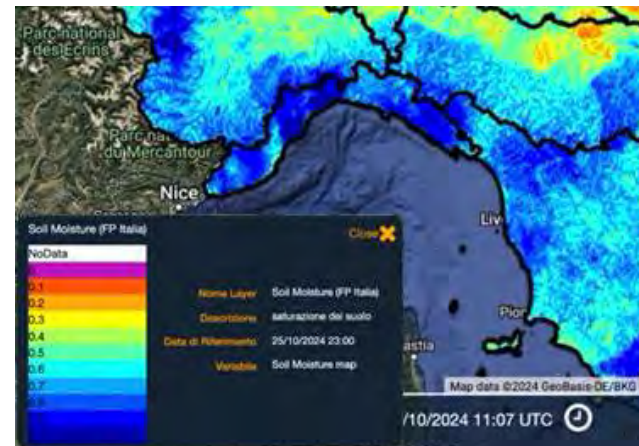 Parc national
des Ecrins
Parc nat.
du Mercantour
Nice
Liv
Pior
astia
Soil Moisture (FP Italia)
Close
NoData
0
0.1
0.2
0.3
0.4
0.5
0.6
0.7
Nome Layer Soil Moisture (FP Italia)
Descrizione saturazione del suolo
Data di Riferimento 25/10/2024 23:00
Variabile Soil Moisture map
Map data ©2024 GeoBasis-DE/BKG
/10/2024 11:07 UTC